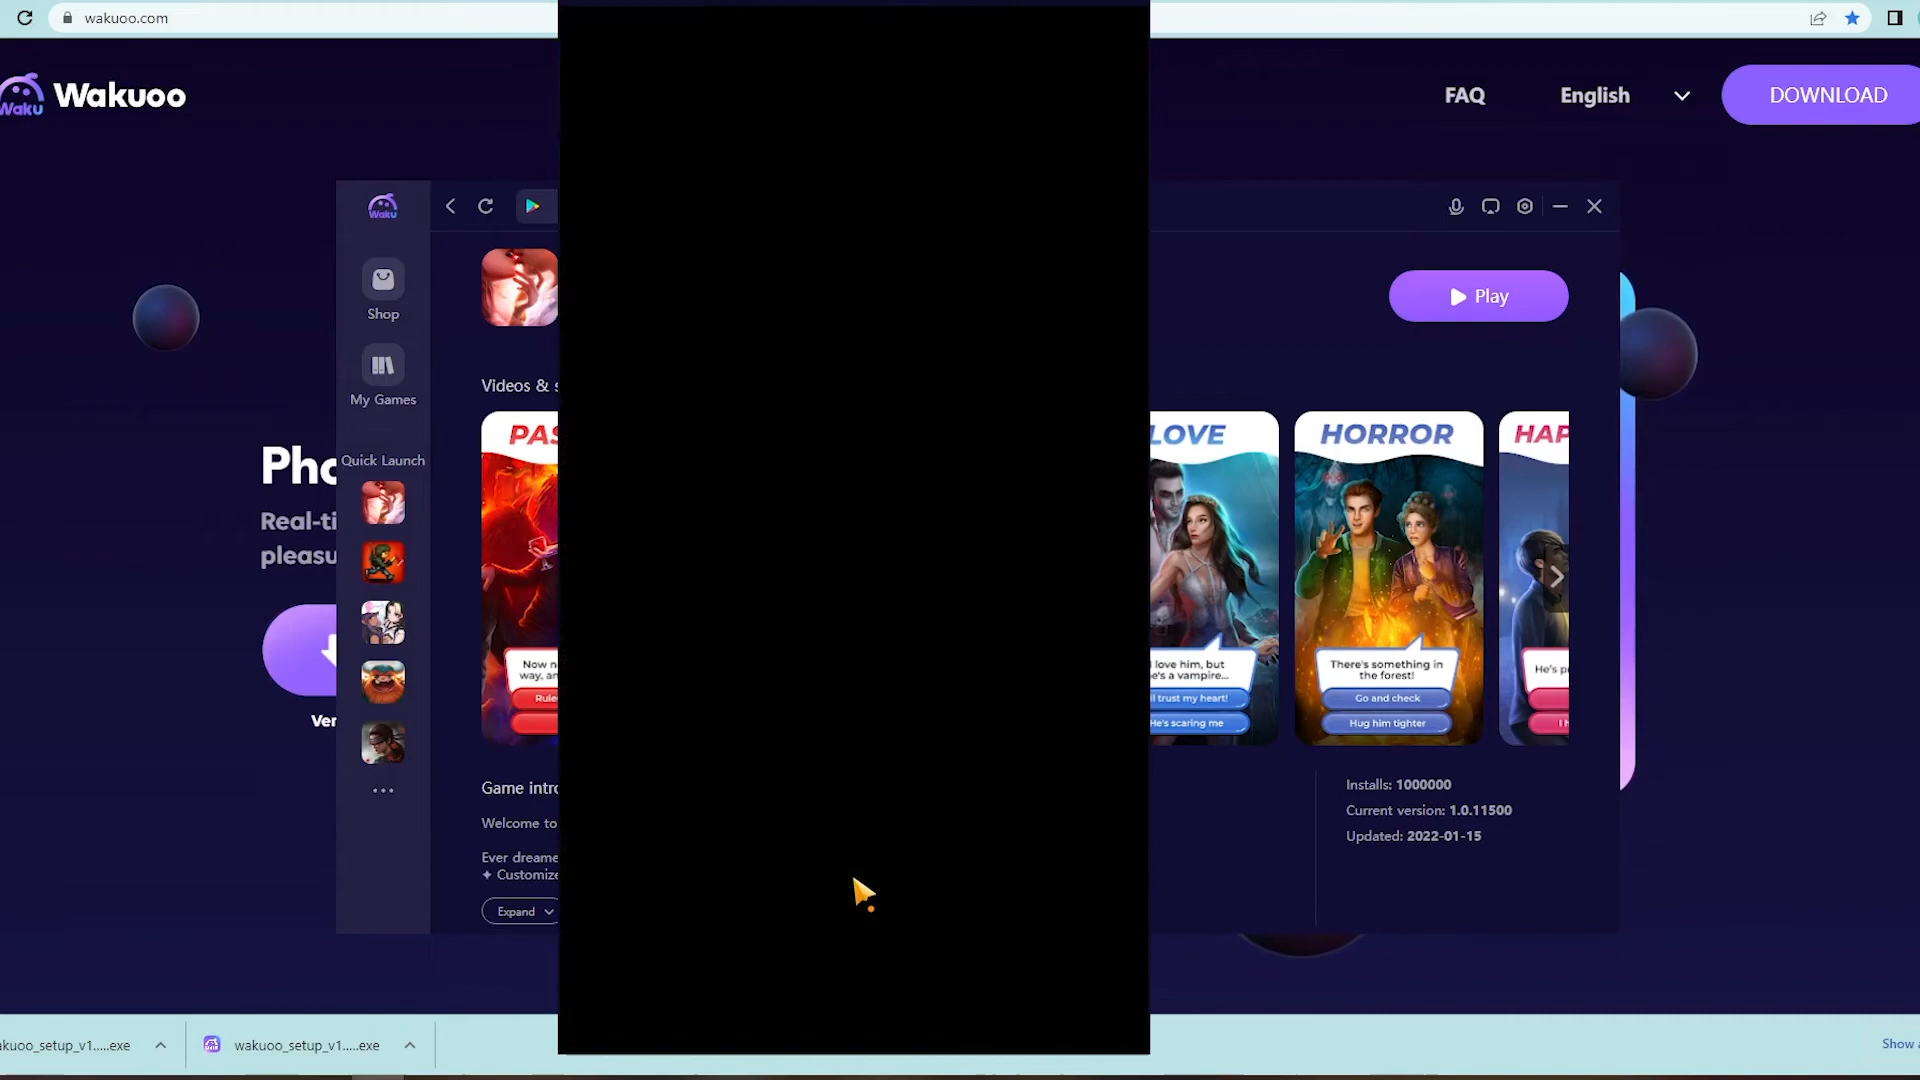 wakuoo.com
Waku
Wakuoo
FAQ
English
DOWNLOAD
Waku
Play
Shop
Videos &
My Games
PAS
LOVE
HORROR
HAP
Pho
Quick Launch
Real-ti
pleasu
Now n
way, an
Rule
love him, but
e's a vampire...
ll trust my heart!
He's scaring me
There's something in
the forest!
Go and check
Hug him tighter
He's p
I h
Ver
Game intro
Welcome to
Ever dreame
✦ Customize
Expand
Installs: 1000000
Current version: 1.0.11500
Updated: 2022-01-15
akuoo_setup_v1.....exe
wakuoo_setup_v1.....exe
Show a